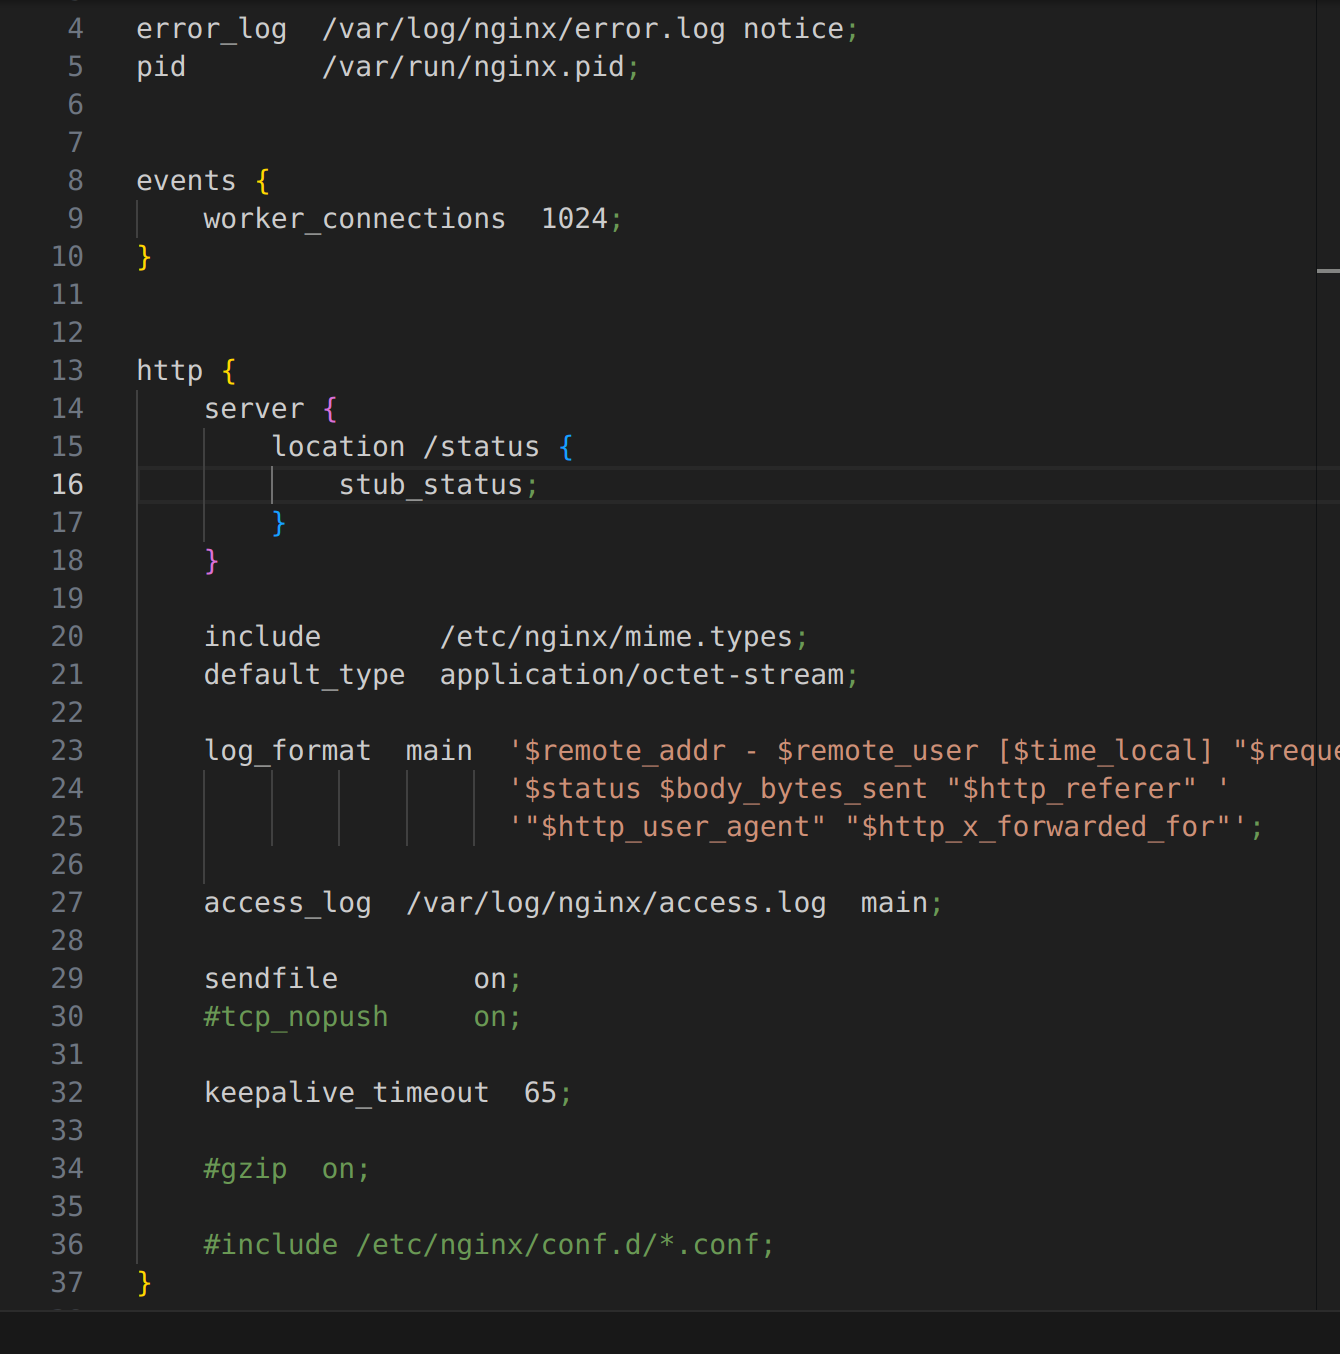 4 error_log  /var/log/nginx/error.log notice;
5 pid        /var/run/nginx.pid;
6
7
8 events {
9     worker_connections  1024;
10 }
11
12
13 http {
14     server {
15         location /status {
16             stub_status;
17         }
18     }
19
20     include       /etc/nginx/mime.types;
21     default_type  application/octet-stream;
22
23     log_format  main  '$remote_addr - $remote_user [$time_local] "$reque
24                       '$status $body_bytes_sent "$http_referer" '
25                       '"$http_user_agent" "$http_x_forwarded_for"';
26
27     access_log  /var/log/nginx/access.log  main;
28
29     sendfile        on;
30     #tcp_nopush     on;
31
32     keepalive_timeout  65;
33
34     #gzip  on;
35
36     #include /etc/nginx/conf.d/*.conf;
37 }